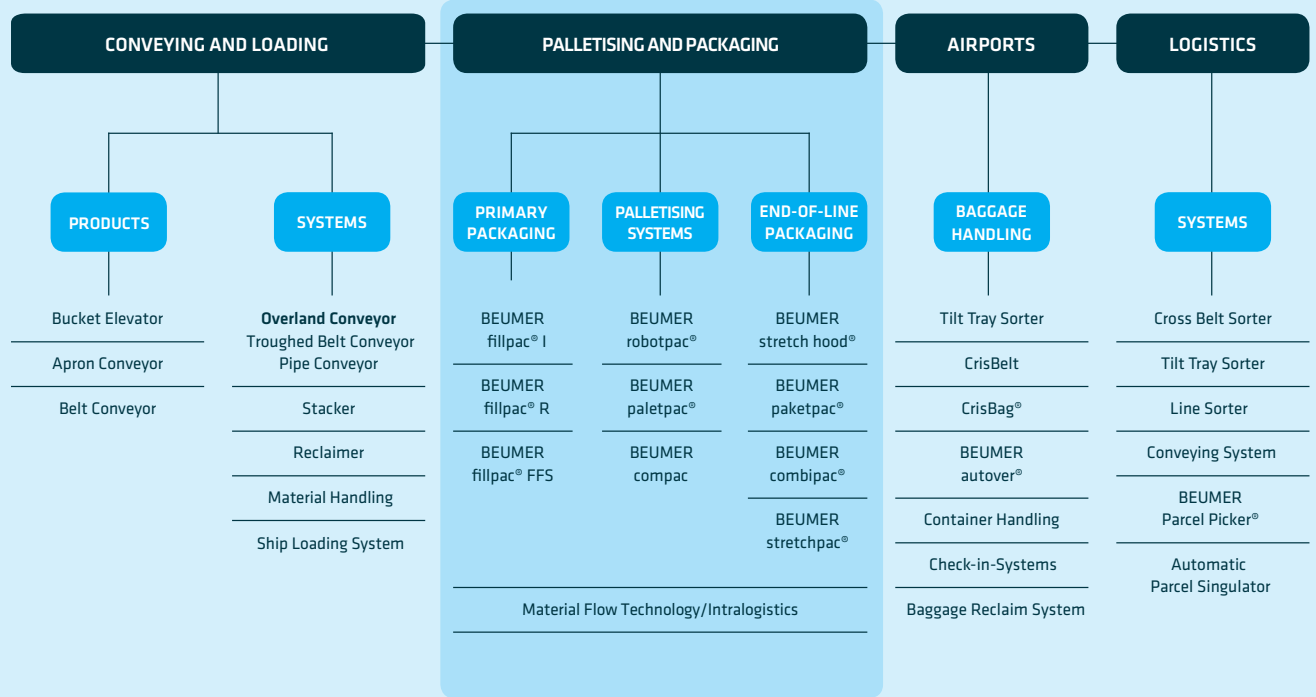 CONVEYING AND LOADING
PRODUCTS
Bucket Elevator
Apron Conveyor
Belt Conveyor
SYSTEMS
Overland Conveyor
Troughed Belt Conveyor
Pipe Conveyor
Stacker
Reclaimer
Material Handling
Ship Loading System
PALLETISING AND PACKAGING
PRIMARY
PACKAGING
BEUMER
fillpac® I
BEUMER
fillpac® R
BEUMER
fillpac® FFS
PALLETISING
SYSTEMS
BEUMER
robotpac®
BEUMER
paletpac®
BEUMER
compac
END-OF-LINE
PACKAGING
BEUMER
stretch hood®
BEUMER
paketpac®
BEUMER
combipac®
BEUMER
stretchpac®
Material Flow Technology/Intralogistics
AIRPORTS
BAGGAGE
HANDLING
Tilt Tray Sorter
CrisBelt
CrisBag®
BEUMER
autover®
Container Handling
Check-in-Systems
Baggage Reclaim System
LOGISTICS
SYSTEMS
Cross Belt Sorter
Tilt Tray Sorter
Line Sorter
Conveying System
BEUMER
Parcel Picker®
Automatic
Parcel Singulator